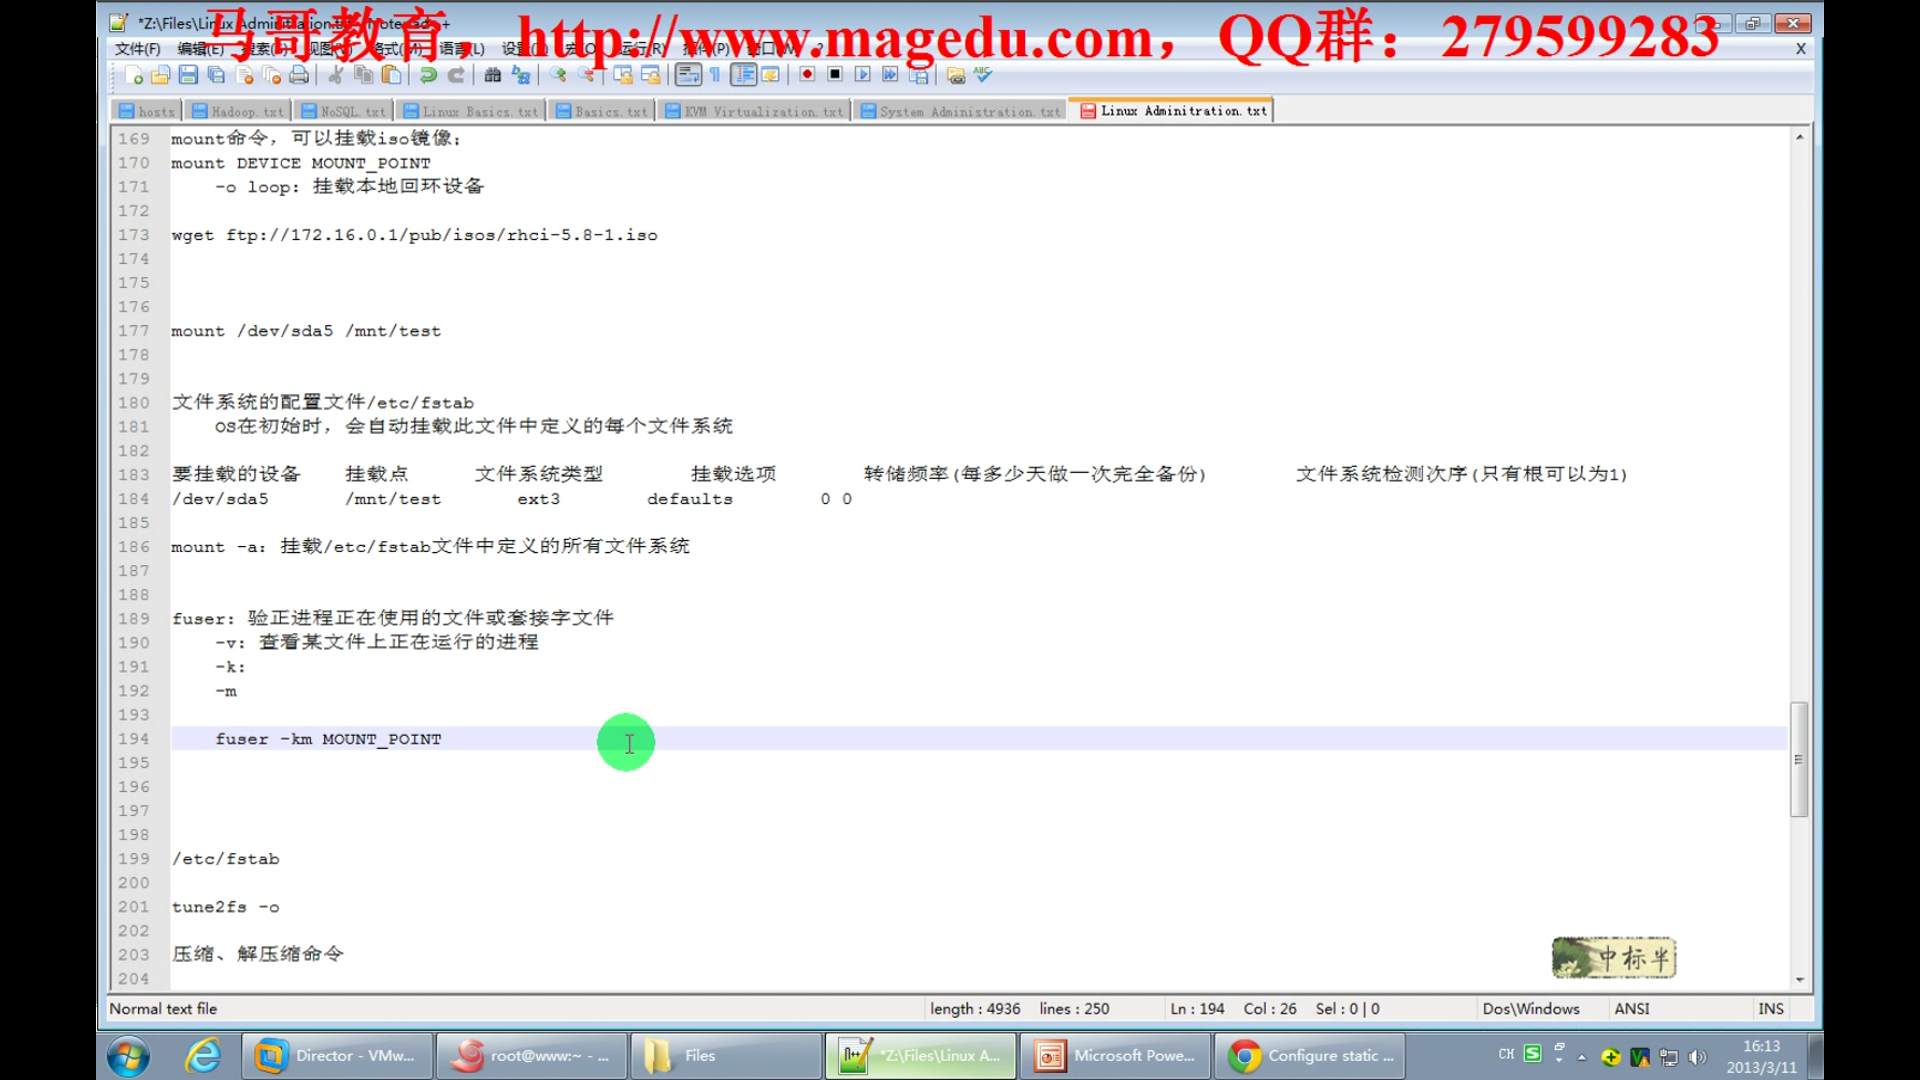 *Z:\Files\Linux Adminitration.txt - Notepad++
马哥教育， http://www.magedu.com， QQ群： 279599283
文件(F) 编辑(E) 搜索(S) 视图(V) 格式(M) 语言(L) 设置(T) 宏(O) 运行(R) 插件(P) 窗口(W) ? X
hosts Hadoop.txt NoSQL.txt Linux Basics.txt Basics.txt KVM Virtualization.txt System Administration.txt Linux Adminitration.txt
169 mount命令，可以挂载iso镜像；
170 mount DEVICE MOUNT_POINT
171 -o loop: 挂载本地回环设备
172
173 wget ftp://172.16.0.1/pub/isos/rhci-5.8-1.iso
174
175
176
177 mount /dev/sda5 /mnt/test
178
179
180 文件系统的配置文件/etc/fstab
181 OS在初始时，会自动挂载此文件中定义的每个文件系统
182
183 要挂载的设备 挂载点 文件系统类型 挂载选项 转储频率(每多少天做一次完全备份) 文件系统检测次序(只有根可以为1)
184 /dev/sda5 /mnt/test ext3 defaults 0 0
185
186 mount -a: 挂载/etc/fstab文件中定义的所有文件系统
187
188
189 fuser: 验正进程正在使用的文件或套接字文件
190 -v: 查看某文件上正在运行的进程
191 -k:
192 -m
193
194 fuser -km MOUNT_POINT
195
196
197
198
199 /etc/fstab
200
201 tune2fs -o
202
203 压缩、解压缩命令
204
中标半
Normal text file length : 4936 lines : 250 Ln : 194 Col : 26 Sel : 0 | 0 Dos\Windows ANSI INS
Director - VMw... root@www:~ - ... Files *Z:\Files\Linux A... Microsoft Powe... Configure static ... CH 16:13
2013/3/11